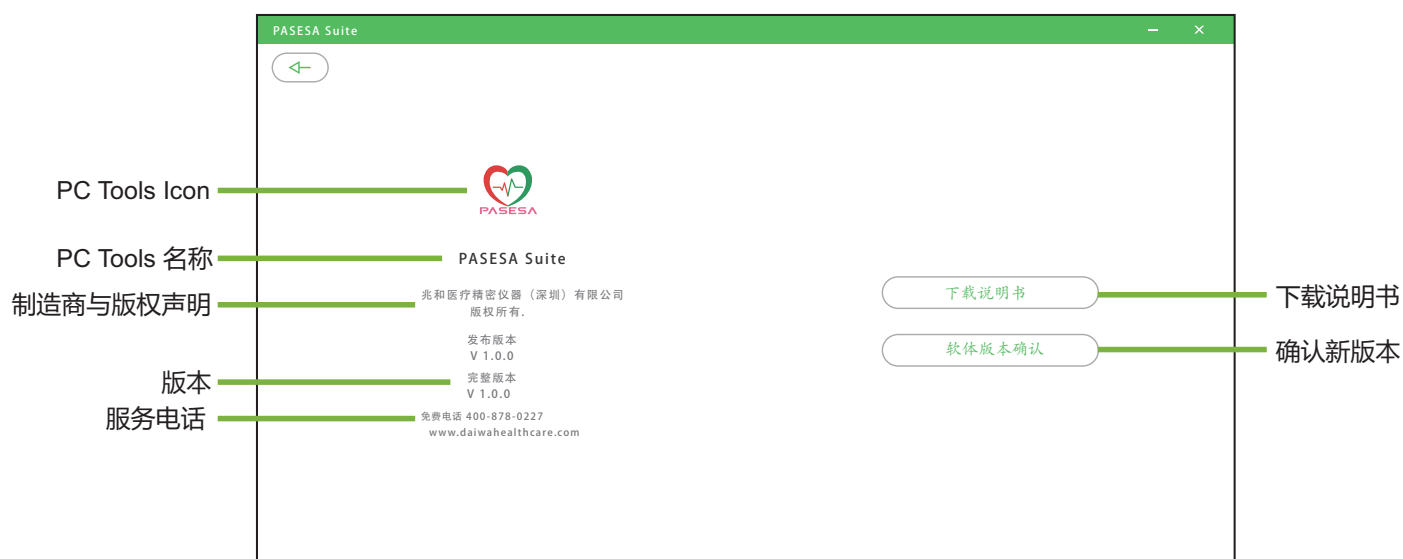 PASESA Suite
PC Tools Icon
PASESA
PC Tools 名称
PASESA Suite
制造商与版权声明
兆和医疗精密仪器（深圳）有限公司
版权所有.
下载说明书
下载说明书
发布版本
V 1.0.0
软体版本确认
确认新版本
版本
完整版本
V 1.0.0
服务电话
免费电话 400-878-0227
www.daiwahealthcare.com